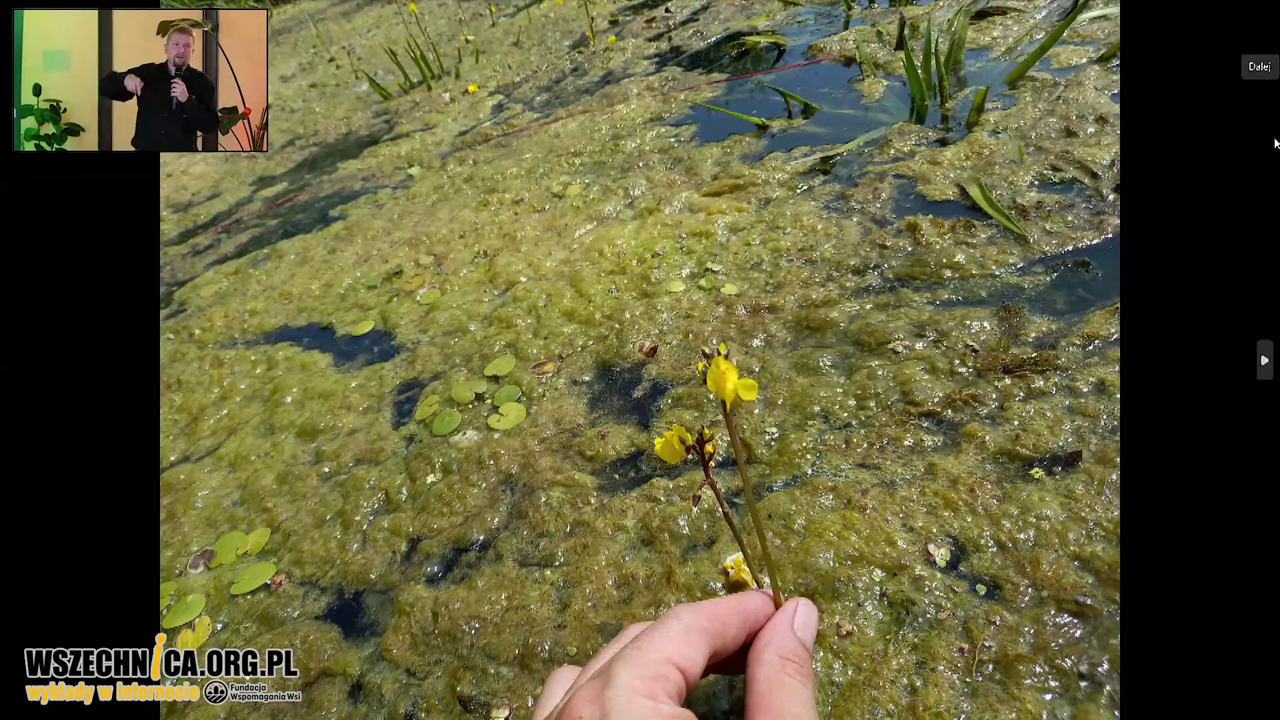 Dalej
WSZECHNICA.ORG.PL
wykłady w internecie
Fundacja
Wspomagania Wsi